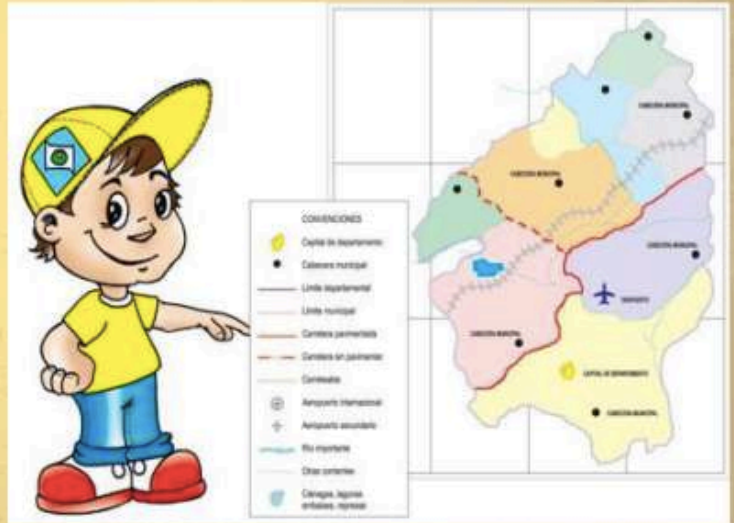 CONVENCIONES
Capital de departamento
Cabecera municipal
Límite departamental
Límite municipal
Carretera pavimentada
Carretera sin pavimentar
Carreteable
Aeropuerto internacional
Aeropuerto secundario
Río importante
Otras corrientes
Ciénagas, lagunas
embalses, represas
CABECERA MUNICIPAL
CABECERA MUNICIPAL
CABECERA MUNICIPAL
AEROPUERTO
CABECERA MUNICIPAL
CAPITAL DE DEPARTAMENTO
CABECERA MUNICIPAL